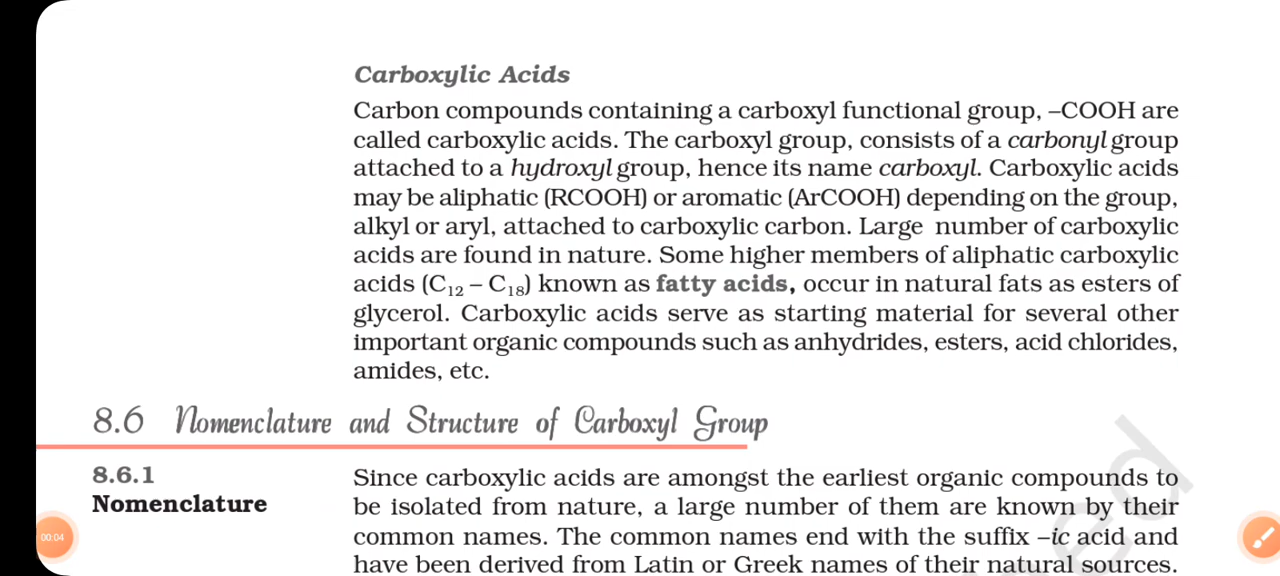 Carboxylic Acids
Carbon compounds containing a carboxyl functional group, –COOH are
called carboxylic acids. The carboxyl group, consists of a carbonyl group
attached to a hydroxyl group, hence its name carboxyl. Carboxylic acids
may be aliphatic (RCOOH) or aromatic (ArCOOH) depending on the group,
alkyl or aryl, attached to carboxylic carbon. Large number of carboxylic
acids are found in nature. Some higher members of aliphatic carboxylic
acids (C₁₂ – C₁₈) known as fatty acids, occur in natural fats as esters of
glycerol. Carboxylic acids serve as starting material for several other
important organic compounds such as anhydrides, esters, acid chlorides,
amides, etc.
8.6 Nomenclature and Structure of Carboxyl Group
8.6.1
Nomenclature
Since carboxylic acids are amongst the earliest organic compounds to
be isolated from nature, a large number of them are known by their
common names. The common names end with the suffix –ic acid and
have been derived from Latin or Greek names of their natural sources.
00:04